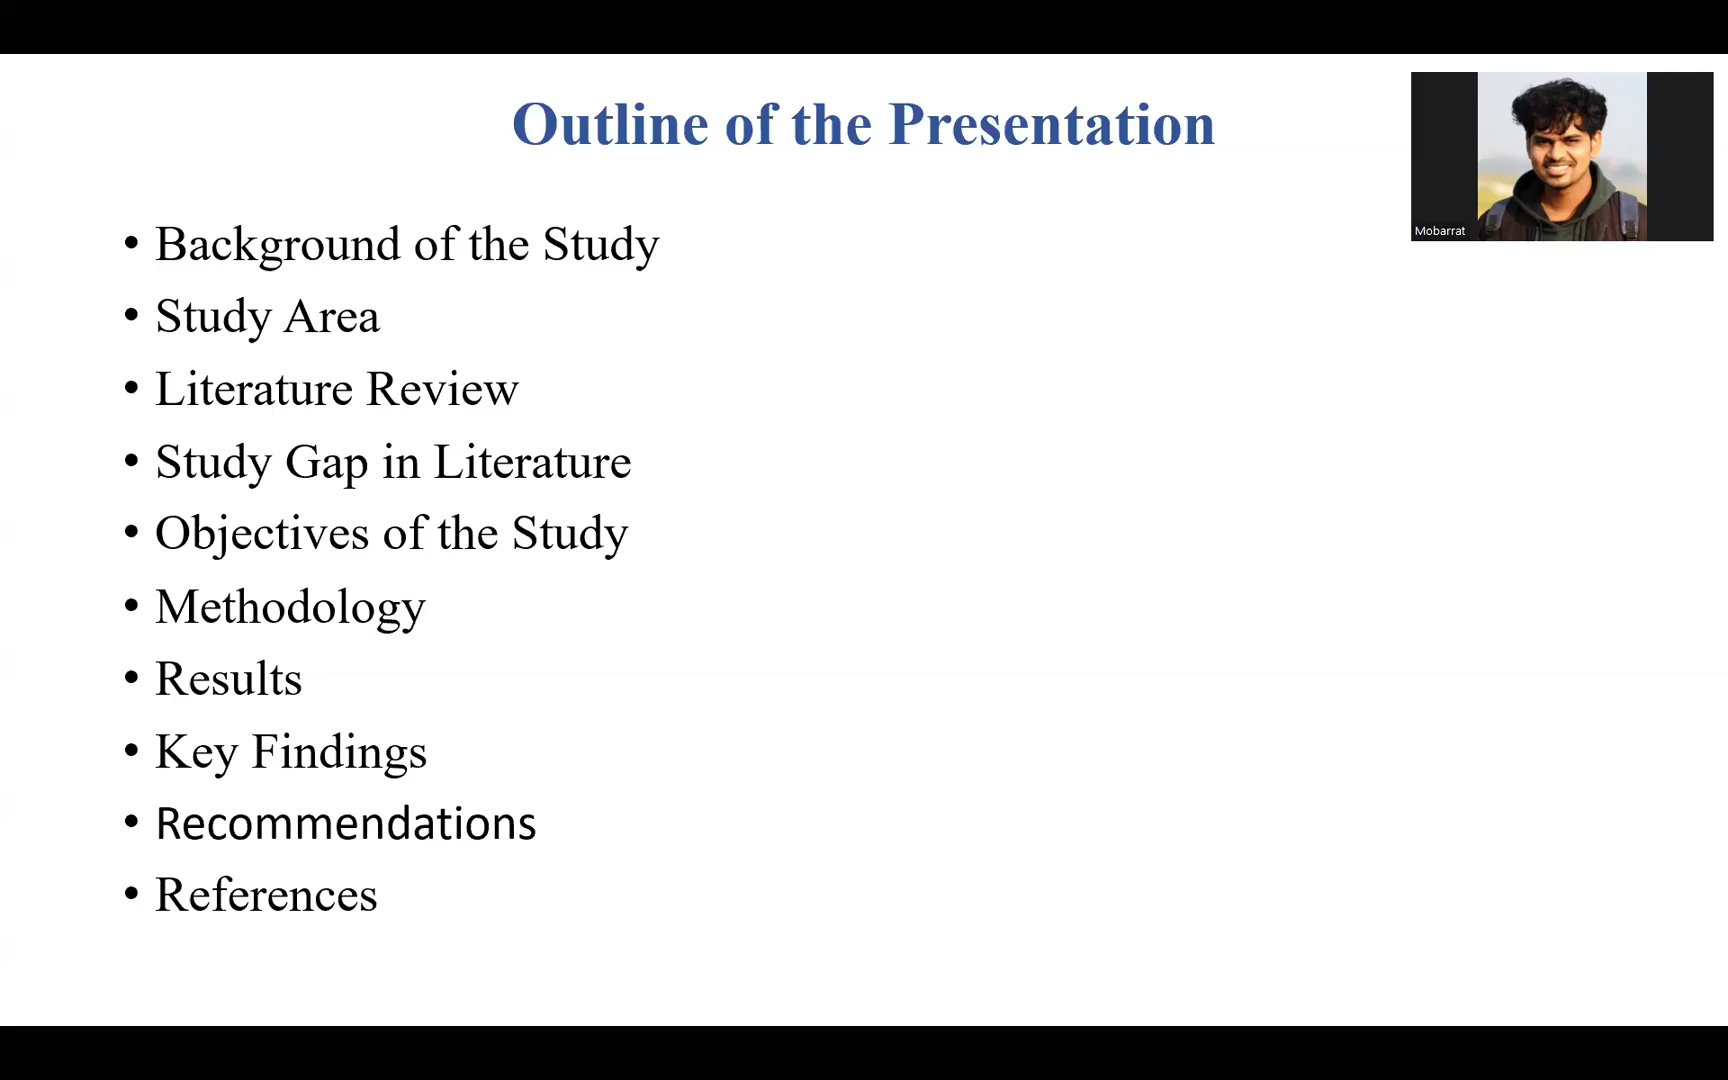 Outline of the Presentation
Mobarrat
• Background of the Study
• Study Area
• Literature Review
• Study Gap in Literature
• Objectives of the Study
• Methodology
• Results
• Key Findings
• Recommendations
• References